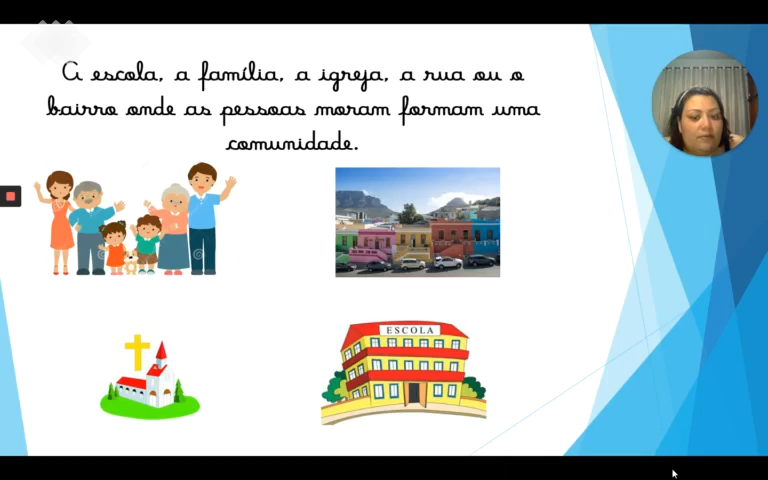 A escola, a família, a igreja, a rua ou o
bairro onde as pessoas moram formam uma
comunidade.
ESCOLA